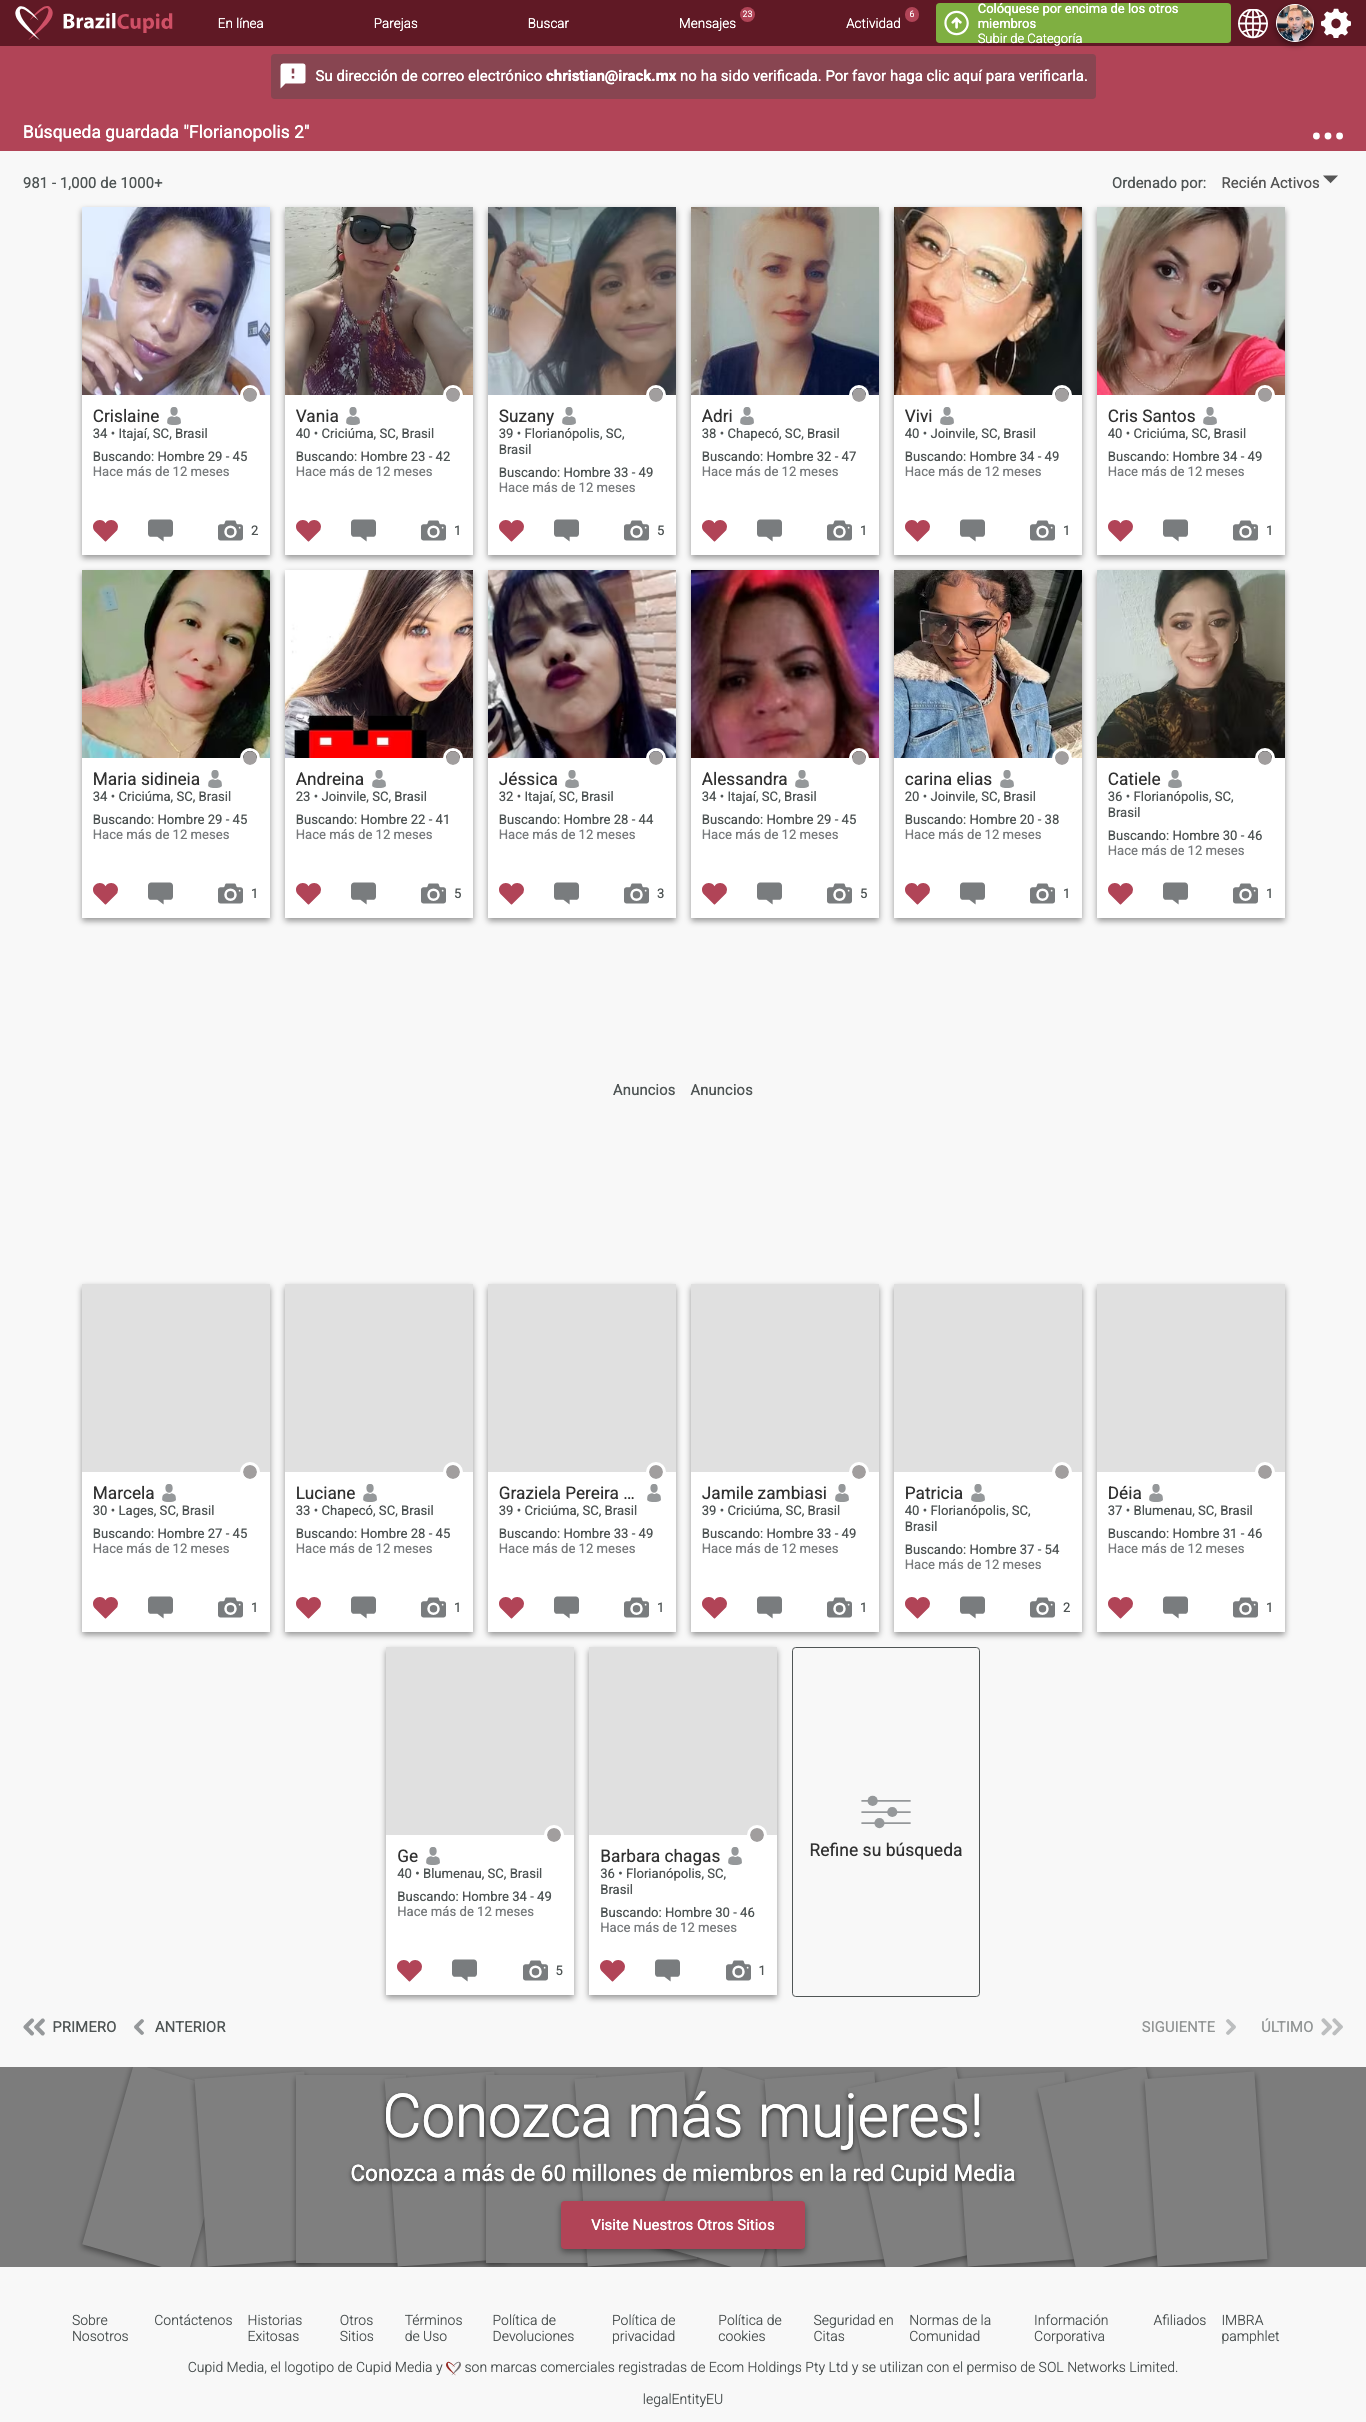 BrazilCupid
En línea
Parejas
Buscar
Mensajes 23
Actividad 6
Colóquese por encima de los otros
miembros
Subir de Categoría
Su dirección de correo electrónico christian@irack.mx no ha sido verificada. Por favor haga clic aquí para verificarla.
Búsqueda guardada "Florianopolis 2"
981 - 1,000 de 1000+
Ordenado por: Recién Activos
Crislaine
34 • Itajaí, SC, Brasil
Buscando: Hombre 29 - 45
Hace más de 12 meses
2
Vania
40 • Criciúma, SC, Brasil
Buscando: Hombre 23 - 42
Hace más de 12 meses
1
Suzany
39 • Florianópolis, SC,
Brasil
Buscando: Hombre 33 - 49
Hace más de 12 meses
5
Adri
38 • Chapecó, SC, Brasil
Buscando: Hombre 32 - 47
Hace más de 12 meses
1
Vivi
40 • Joinvile, SC, Brasil
Buscando: Hombre 34 - 49
Hace más de 12 meses
1
Cris Santos
40 • Criciúma, SC, Brasil
Buscando: Hombre 34 - 49
Hace más de 12 meses
1
Maria sidineia
34 • Criciúma, SC, Brasil
Buscando: Hombre 29 - 45
Hace más de 12 meses
1
Andreina
23 • Joinvile, SC, Brasil
Buscando: Hombre 22 - 41
Hace más de 12 meses
5
Jéssica
32 • Itajaí, SC, Brasil
Buscando: Hombre 28 - 44
Hace más de 12 meses
3
Alessandra
34 • Itajaí, SC, Brasil
Buscando: Hombre 29 - 45
Hace más de 12 meses
5
carina elias
20 • Joinvile, SC, Brasil
Buscando: Hombre 20 - 38
Hace más de 12 meses
1
Catiele
36 • Florianópolis, SC,
Brasil
Buscando: Hombre 30 - 46
Hace más de 12 meses
1
Anuncios Anuncios
Marcela
30 • Lages, SC, Brasil
Buscando: Hombre 27 - 45
Hace más de 12 meses
1
Luciane
33 • Chapecó, SC, Brasil
Buscando: Hombre 28 - 45
Hace más de 12 meses
1
Graziela Pereira ...
39 • Criciúma, SC, Brasil
Buscando: Hombre 33 - 49
Hace más de 12 meses
1
Jamile zambiasi
39 • Criciúma, SC, Brasil
Buscando: Hombre 33 - 49
Hace más de 12 meses
1
Patricia
40 • Florianópolis, SC,
Brasil
Buscando: Hombre 37 - 54
Hace más de 12 meses
2
Déia
37 • Blumenau, SC, Brasil
Buscando: Hombre 31 - 46
Hace más de 12 meses
1
Ge
40 • Blumenau, SC, Brasil
Buscando: Hombre 34 - 49
Hace más de 12 meses
5
Barbara chagas
36 • Florianópolis, SC,
Brasil
Buscando: Hombre 30 - 46
Hace más de 12 meses
1
Refine su búsqueda
PRIMERO ANTERIOR
SIGUIENTE ÚLTIMO
Conozca más mujeres!
Conozca a más de 60 millones de miembros en la red Cupid Media
Visite Nuestros Otros Sitios
Sobre
Nosotros
Contáctenos
Historias
Exitosas
Otros
Sitios
Términos
de Uso
Política de
Devoluciones
Política de
privacidad
Política de
cookies
Seguridad en
Citas
Normas de la
Comunidad
Información
Corporativa
Afiliados
IMBRA
pamphlet
Cupid Media, el logotipo de Cupid Media y son marcas comerciales registradas de Ecom Holdings Pty Ltd y se utilizan con el permiso de SOL Networks Limited.
legalEntityEU